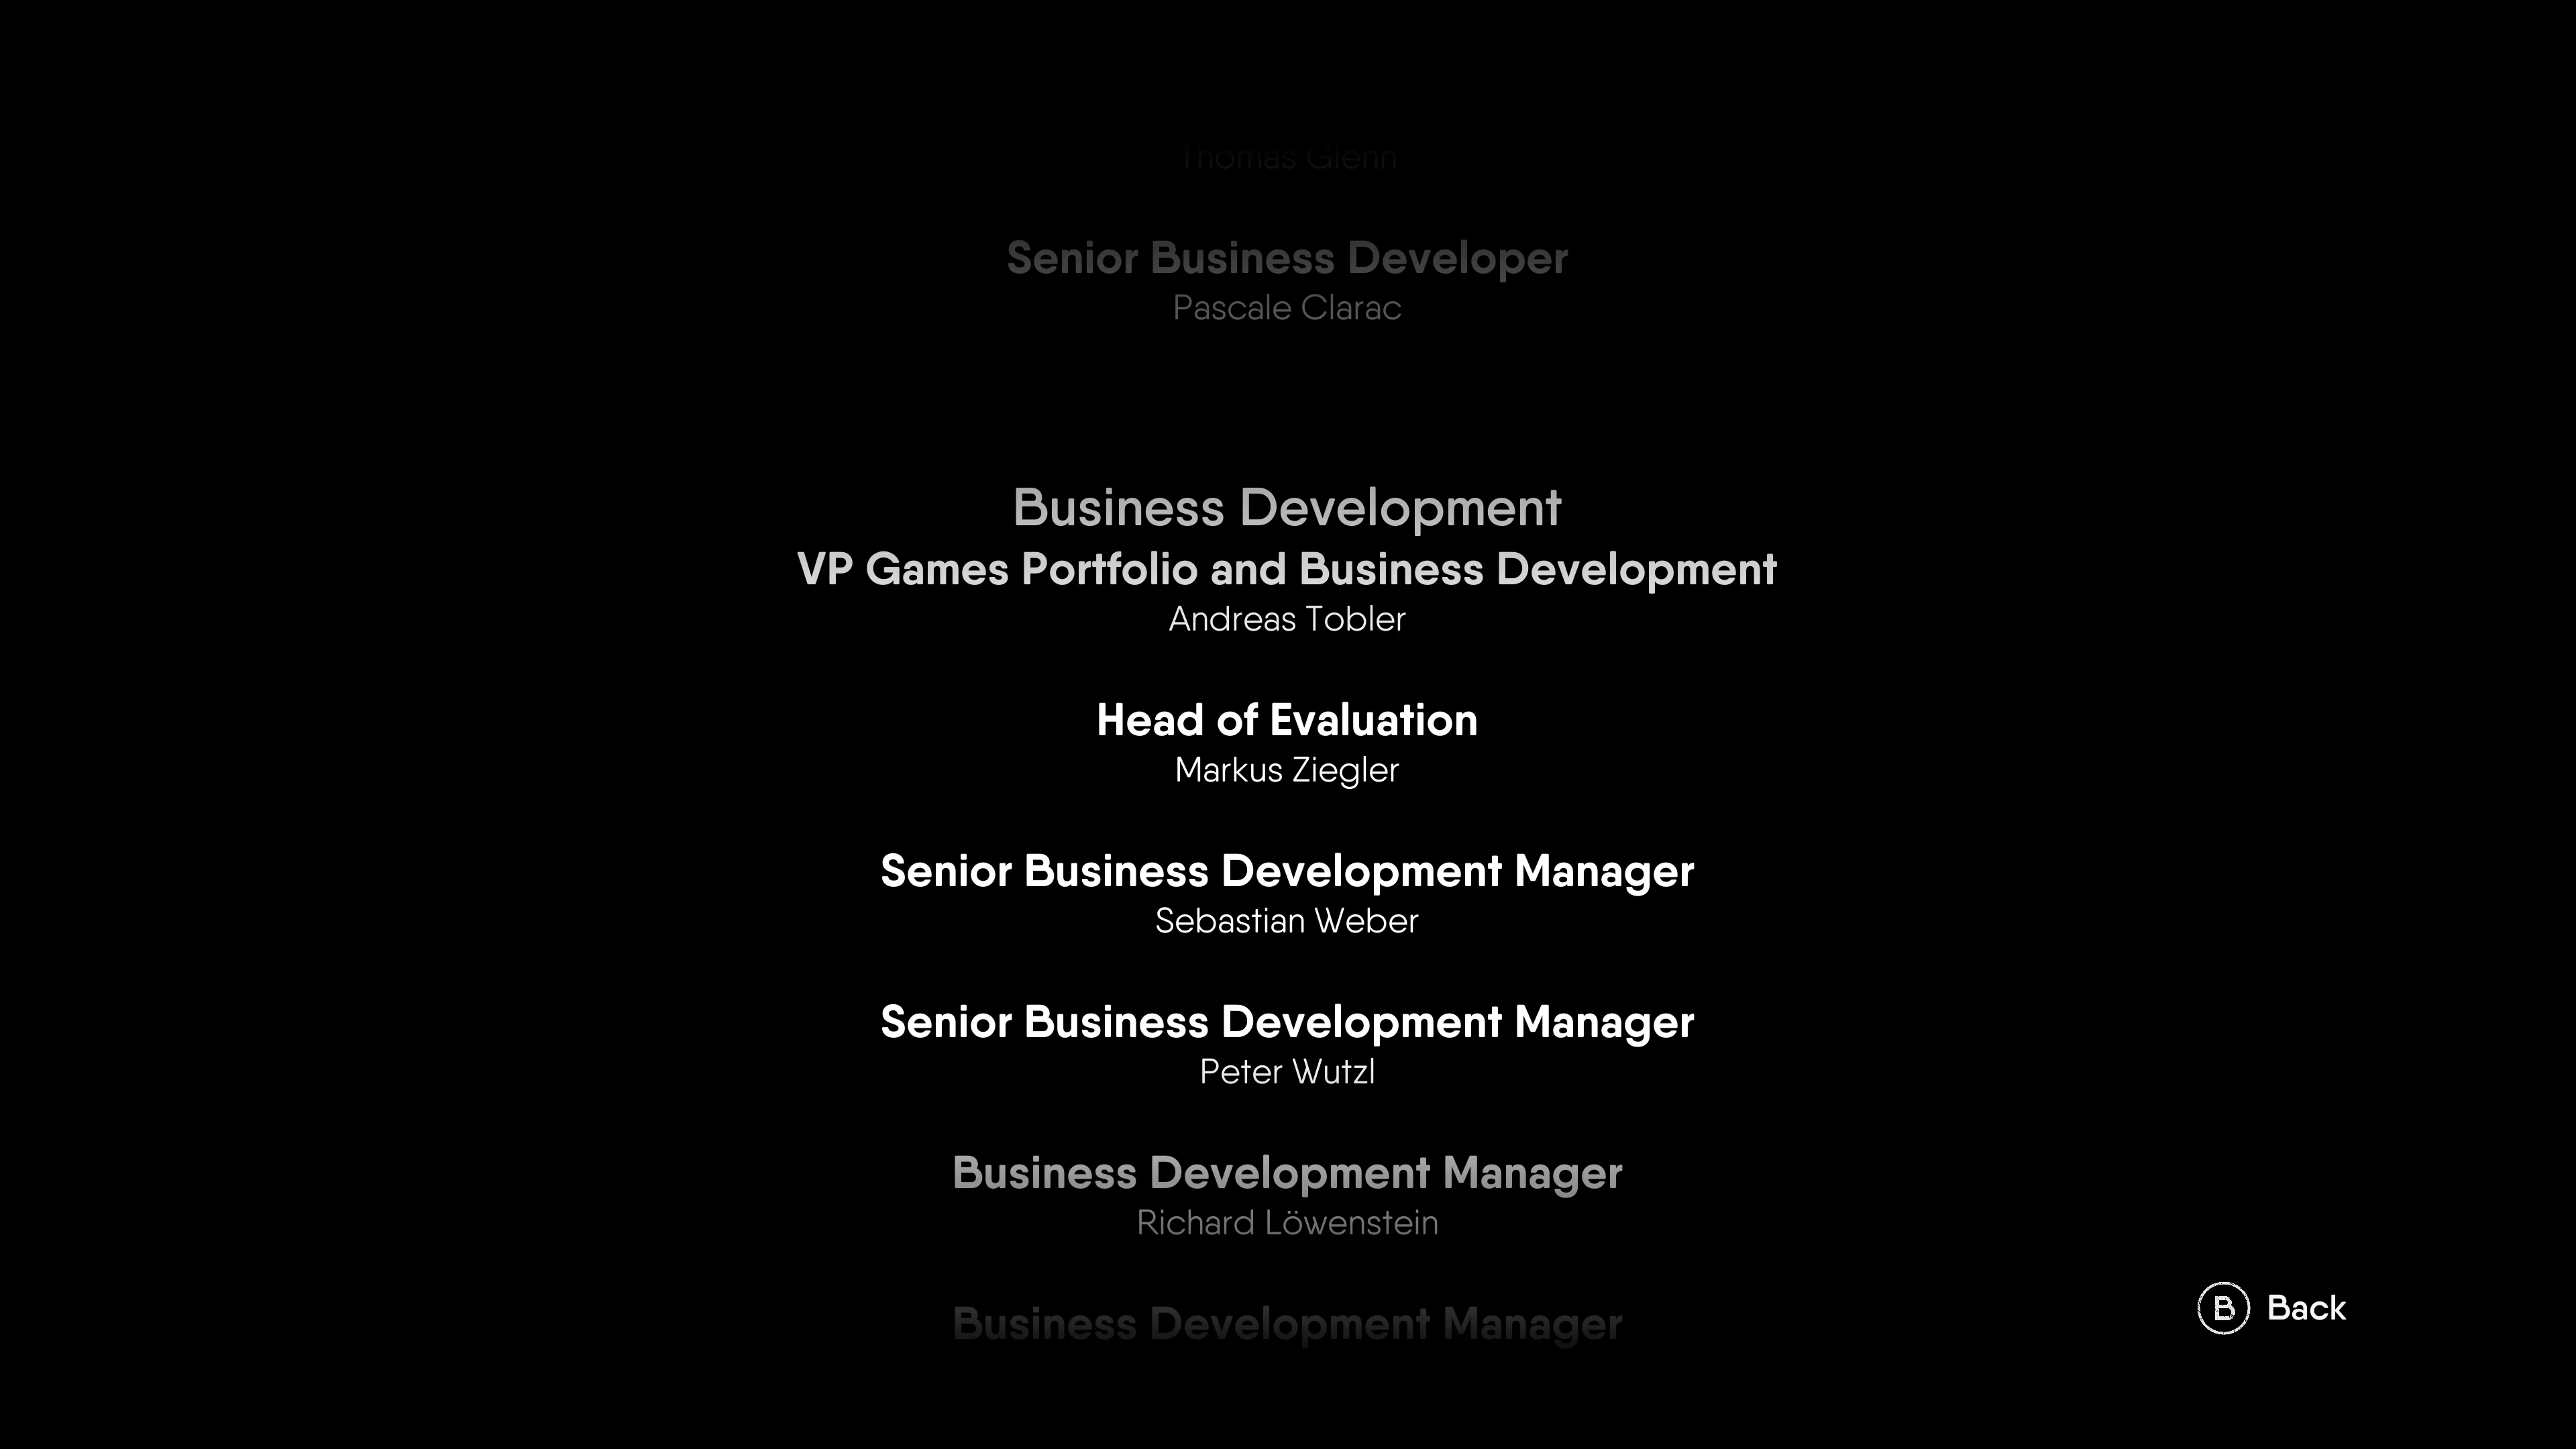 Thomas Glenn
Senior Business Developer
Pascale Clarac
Business Development
VP Games Portfolio and Business Development
Andreas Tobler
Head of Evaluation
Markus Ziegler
Senior Business Development Manager
Sebastian Weber
Senior Business Development Manager
Peter Wutzl
Business Development Manager
Richard Löwenstein
Business Development Manager
B Back